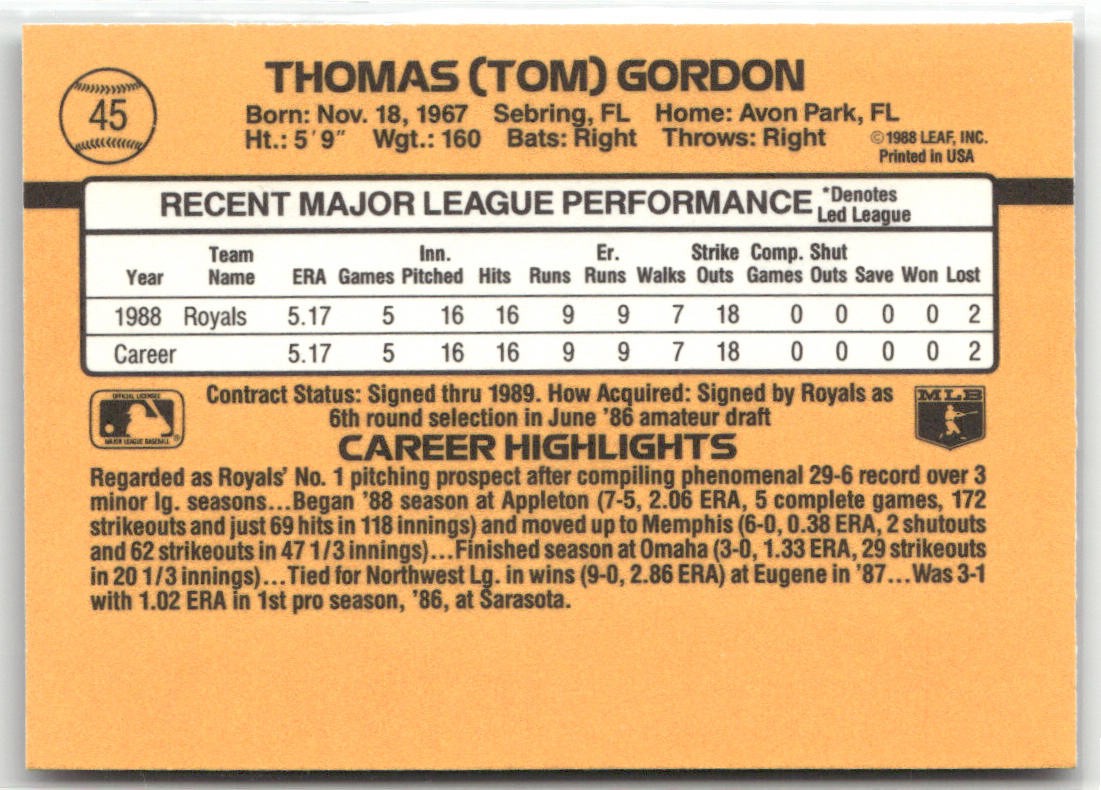 THOMAS (TOM) GORDON
45
Born: Nov. 18, 1967 Sebring, FL Home: Avon Park, FL
Ht.: 5' 9" Wgt.: 160 Bats: Right Throws: Right
©1988 LEAF, INC.
Printed in USA
RECENT MAJOR LEAGUE PERFORMANCE *Denotes Led League
Year Team Name ERA Games Inn. Pitched Hits Runs Er. Runs Walks Strike Outs Comp. Games Shut Outs Save Won Lost
1988 Royals 5.17 5 16 16 9 9 7 18 0 0 0 0 2
Career 5.17 5 16 16 9 9 7 18 0 0 0 0 2
OFFICIAL LICENSEE
MAJOR LEAGUE BASEBALL ®
MLB
Contract Status: Signed thru 1989. How Acquired: Signed by Royals as
6th round selection in June '86 amateur draft
CAREER HIGHLIGHTS
Regarded as Royals' No. 1 pitching prospect after compiling phenomenal 29-6 record over 3
minor lg. seasons...Began '88 season at Appleton (7-5, 2.06 ERA, 5 complete games, 172
strikeouts and just 69 hits in 118 innings) and moved up to Memphis (6-0, 0.38 ERA, 2 shutouts
and 62 strikeouts in 47 1/3 innings)...Finished season at Omaha (3-0, 1.33 ERA, 29 strikeouts
in 20 1/3 innings)...Tied for Northwest Lg. in wins (9-0, 2.86 ERA) at Eugene in '87...Was 3-1
with 1.02 ERA in 1st pro season, '86, at Sarasota.